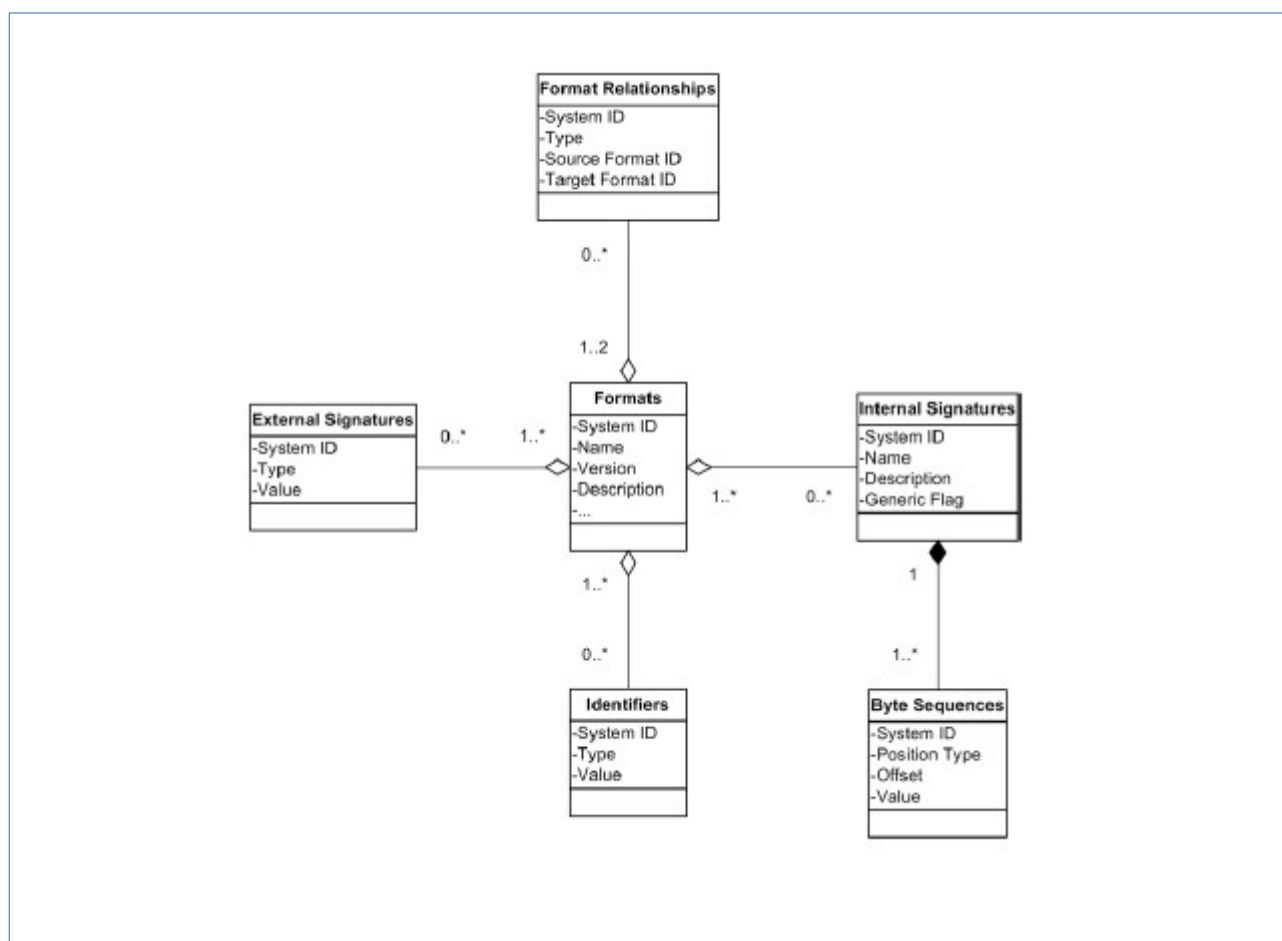 Format Relationships
-System ID
-Type
-Source Format ID
-Target Format ID
0..*
1..2
External Signatures
-System ID
-Type
-Value
0..*
1..*
Formats
-System ID
-Name
-Version
-Description
-...
1..*
0..*
Internal Signatures
-System ID
-Name
-Description
-Generic Flag
1..*
0..*
Identifiers
-System ID
-Type
-Value
1
1..*
Byte Sequences
-System ID
-Position Type
-Offset
-Value